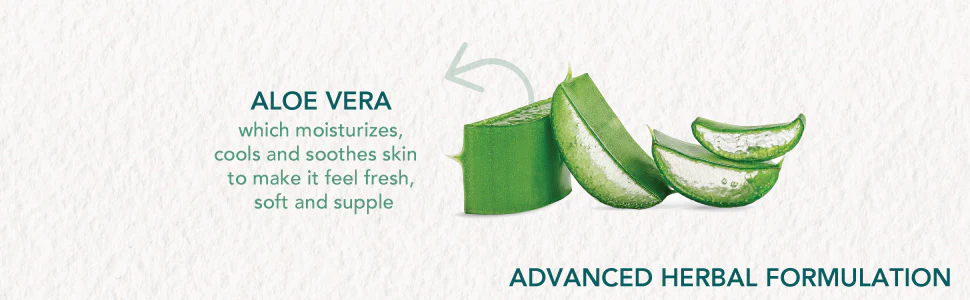 ALOE VERA
which moisturizes,
cools and soothes skin
to make it feel fresh,
soft and supple
ADVANCED HERBAL FORMULATION